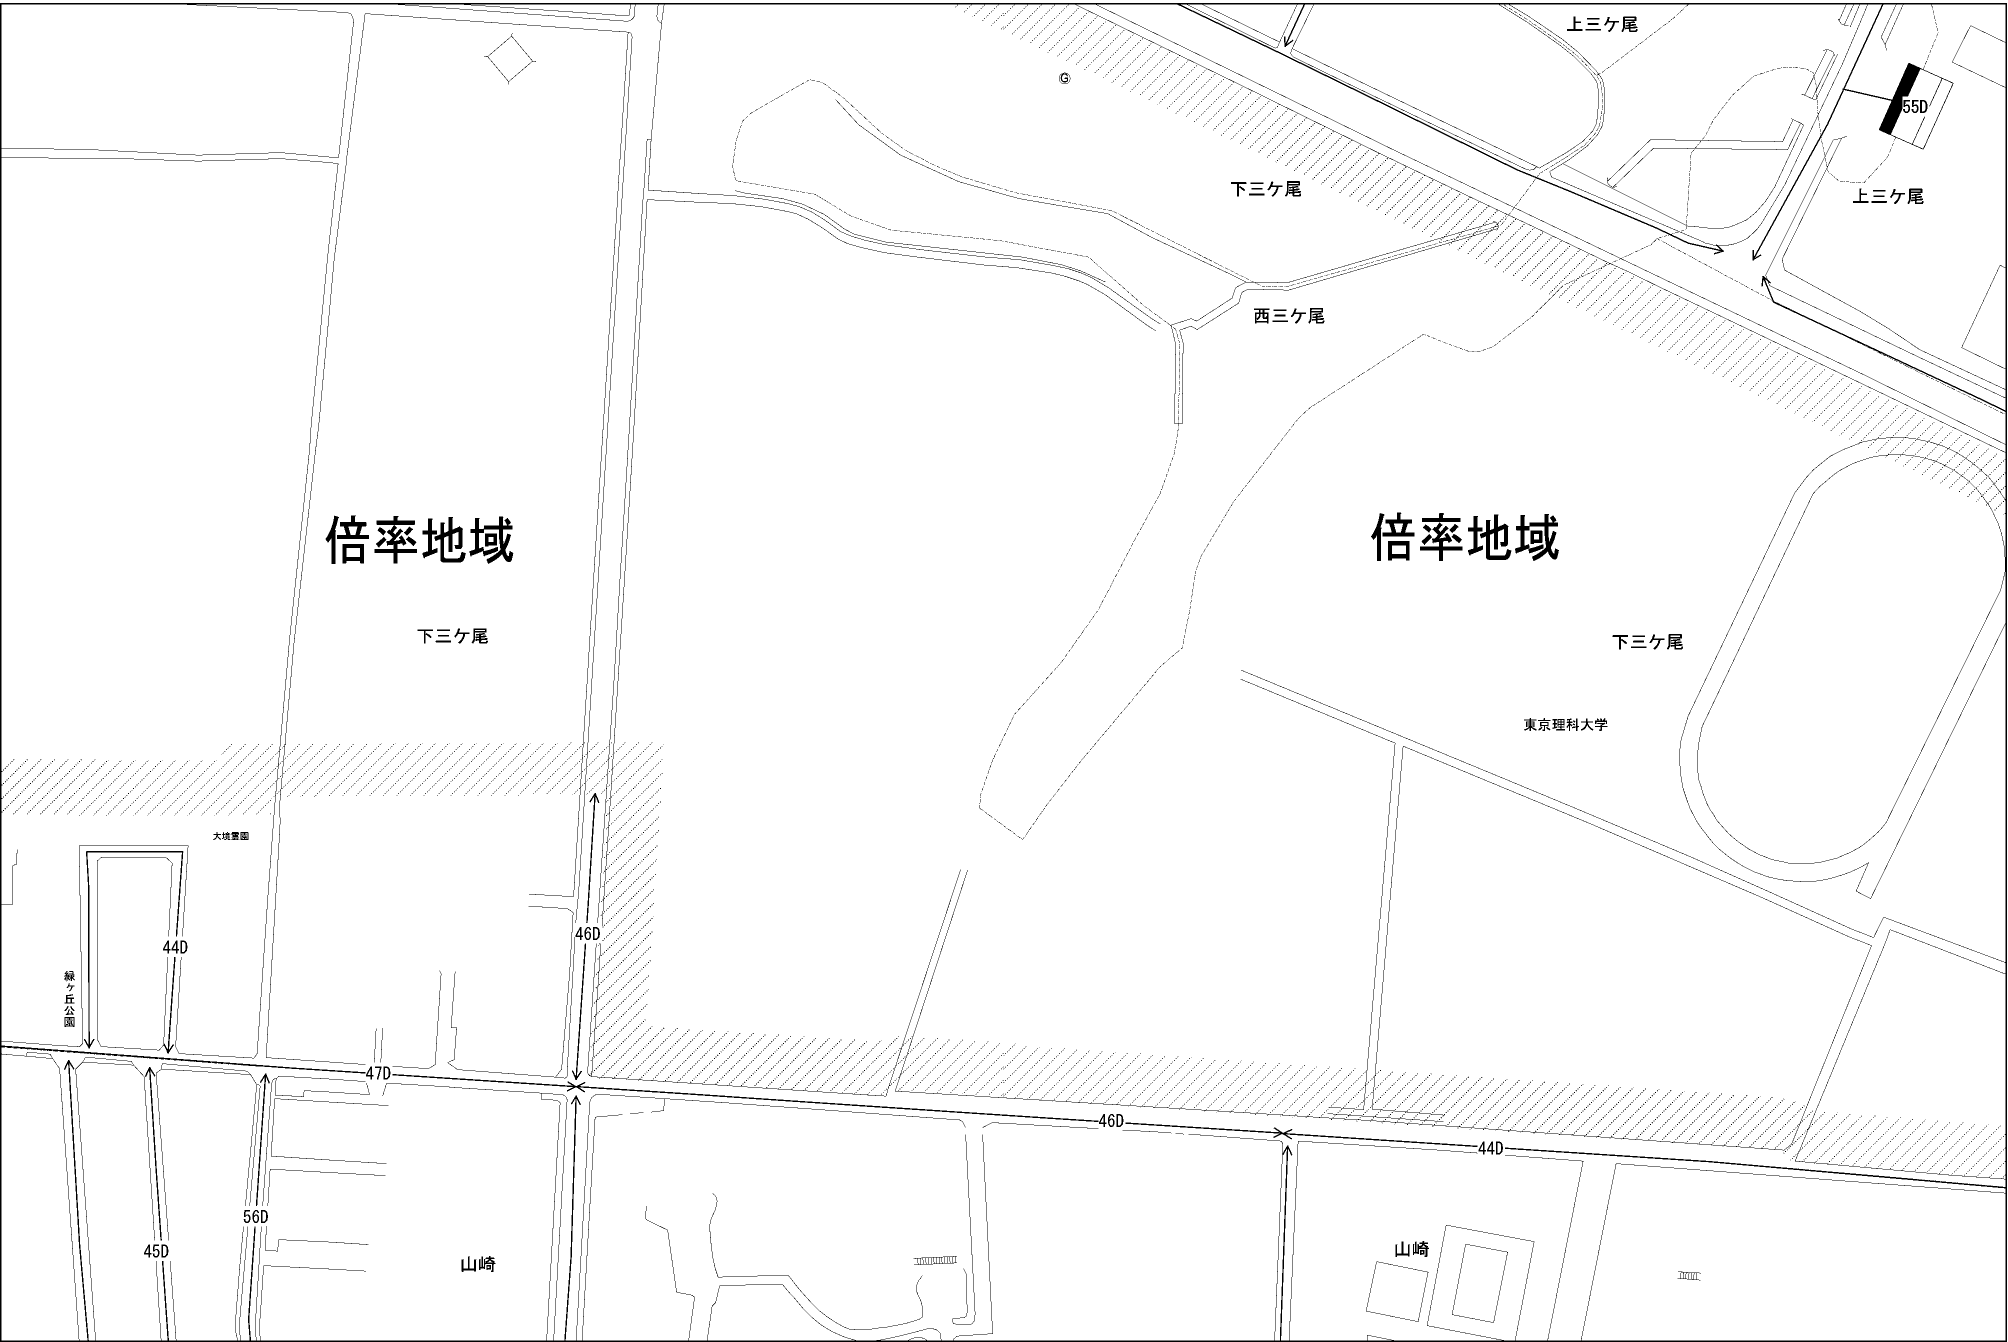 上三ケ尾
Ⓖ
55D
下三ケ尾
上三ケ尾
西三ケ尾
倍率地域
倍率地域
下三ケ尾
下三ケ尾
東京理科大学
大境霊園
46D
44D
緑ヶ丘公園
47D
46D
44D
56D
45D
山崎
山崎